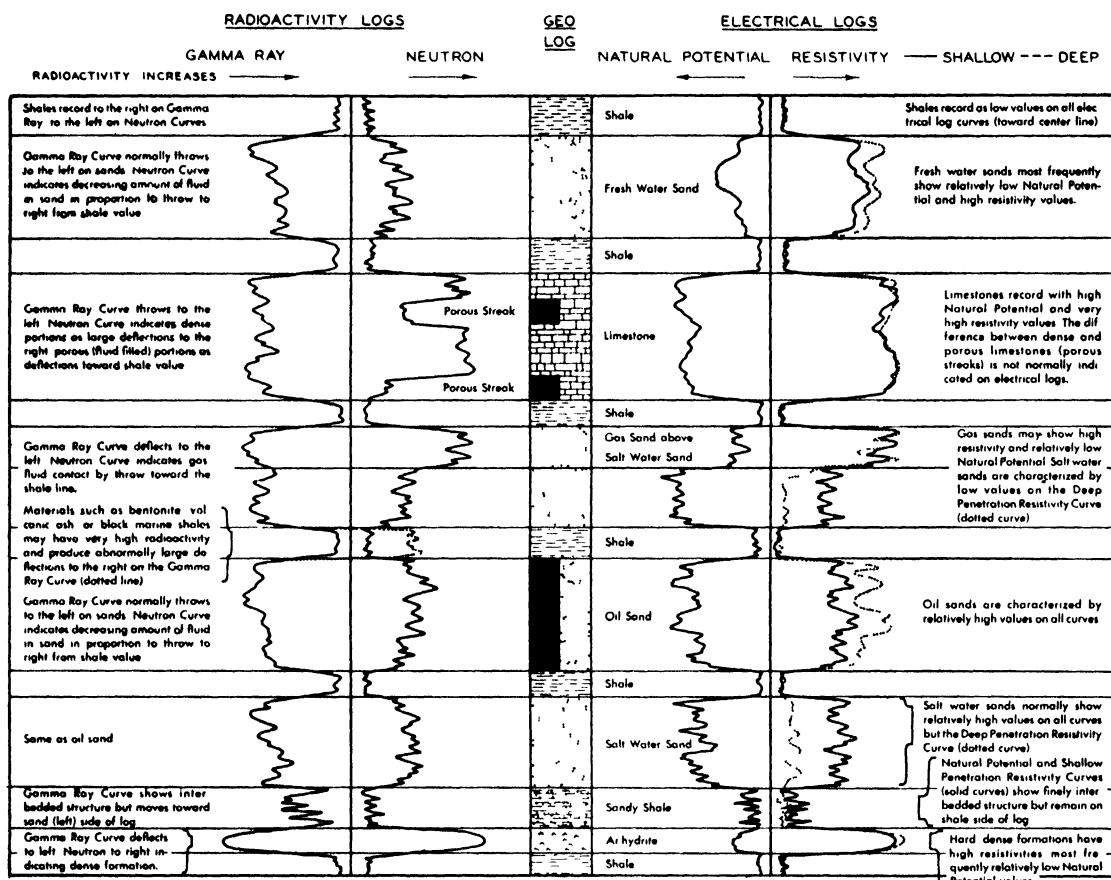 RADIOACTIVITY LOGS
GEO
LOG
ELECTRICAL LOGS
GAMMA RAY
NEUTRON
NATURAL POTENTIAL
RESISTIVITY
SHALLOW
DEEP
RADIOACTIVITY INCREASES
Shales record to the right on Gamma
Ray to the left on Neutron Curves
Shale
Shales record as low values on all elec
trical log curves (toward center line)
Gamma Ray Curve normally throws
to the left on sands Neutron Curve
indicates decreasing amount of fluid
in sand in proportion to throw to
right from shale value
Fresh Water Sand
Fresh water sands most frequently
show relatively low Natural Poten-
tial and high resistivity values.
Shale
Gamma Ray Curve throws to the
left Neutron Curve indicates dense
portions as large deflections to the
right porous (fluid filled) portions as
deflections toward shale value
Porous Streak
Porous Streak
Limestone
Limestones record with high
Natural Potential and very
high resistivity values. The dif
ference between dense and
porous limestones (porous
streaks) is not normally indi
cated on electrical logs.
Shale
Gamma Ray Curve deflects to the
left Neutron Curve indicates gas
fluid contact by throw toward the
shale line.
Gas Sand above
Salt Water Sand
Gas sands may show high
resistivity and relatively low
Natural Potential Salt water
sands are characterized by
low values on the Deep
Penetration Resistivity Curve
(dotted curve)
Materials such as bentonite vol
canic ash or black marine shales
may have very high radioactivity
and produce abnormally large de
flections to the right on the Gamma
Ray Curve (dotted line)
Shale
Gamma Ray Curve normally throws
to the left on sands Neutron Curve
indicates decreasing amount of fluid
in sand in proportion to throw to
right from shale value
Oil Sand
Oil sands are characterized by
relatively high values on all curves
Shale
Same as oil sand
Salt Water Sand
Salt water sands normally show
relatively high values on all curves
but the Deep Penetration Resistivity
Curve (dotted curve)
Gamma Ray Curve shows inter
bedded structure but moves toward
sand (left) side of log
Sandy Shale
Natural Potential and Shallow
Penetration Resistivity Curves
(solid curves) show finely inter
bedded structure but remain on
shale side of log
Gamma Ray Curve deflects
to left Neutron to right in-
dicating dense formation.
Ar hydrite
Shale
Hard dense formations have
high resistivities most fre
quently relatively low Natural